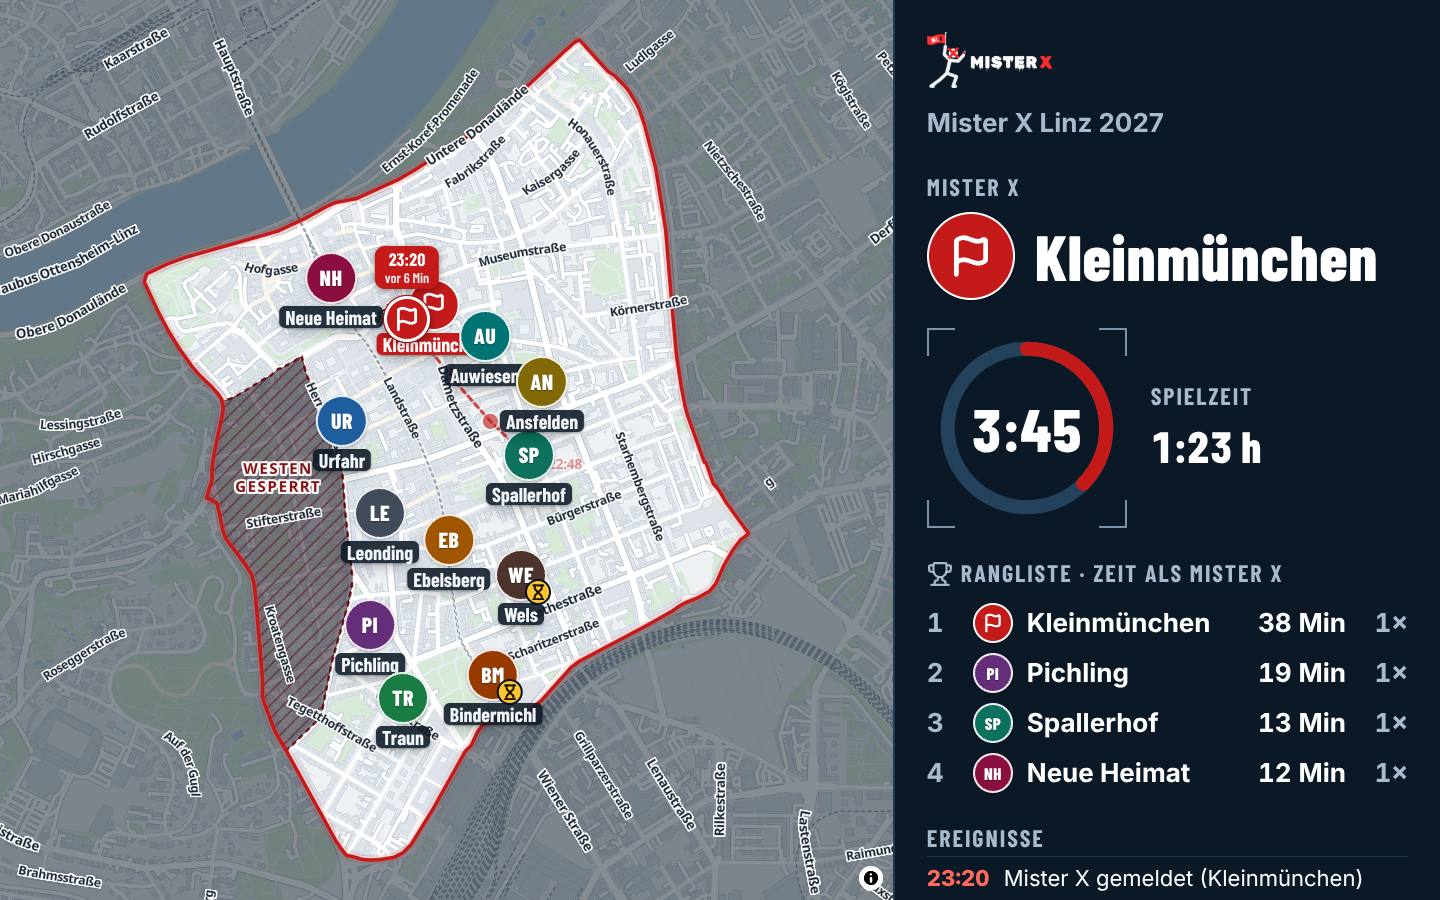 Kaarstraße
Hauptstraße
Rudolfstraße
Ludlgasse
Köglstraße
Ernst-Koref-Promenade
Untere Donaulände
Fabrikstraße
Honauerstraße
Kaisergasse
Nietzschestraße
Obere Donaustraße
aubus Ottensheim-Linz
Obere Donaulände
Hofgasse
Museumstraße
Körnerstraße
NH
Neue Heimat
23:20
vor 6 Min
Kleinmünc
AU
Auwiesen
AN
Ansfelden
Landstraße
UR
Urfahr
Lessingstraße
Hirschgasse
Mariahilfgasse
WESTEN
GESPERRT
Stifterstraße
SP
22:48
Spallerhof
Starhembergstraße
Bürgerstraße
LE
Leonding
EB
Ebelsberg
WE
Wels
thestraße
Scharitzerstraße
Kroatengasse
Roseggerstraße
PI
Pichling
BM
Bindermichl
TR
Traun
Tegetthoffstraße
Auf der Gugl
Grillparzerstraße
Wiener Straße
Lenaustraße
Rilkestraße
Lastenstraße
Raimun
Brahmsstraße
MISTER X
Mister X Linz 2027
MISTER X
Kleinmünchen
3:45
SPIELZEIT
1:23 h
RANGLISTE · ZEIT ALS MISTER X
1 Kleinmünchen 38 Min 1×
2 PI Pichling 19 Min 1×
3 SP Spallerhof 13 Min 1×
4 NH Neue Heimat 12 Min 1×
EREIGNISSE
23:20 Mister X gemeldet (Kleinmünchen)